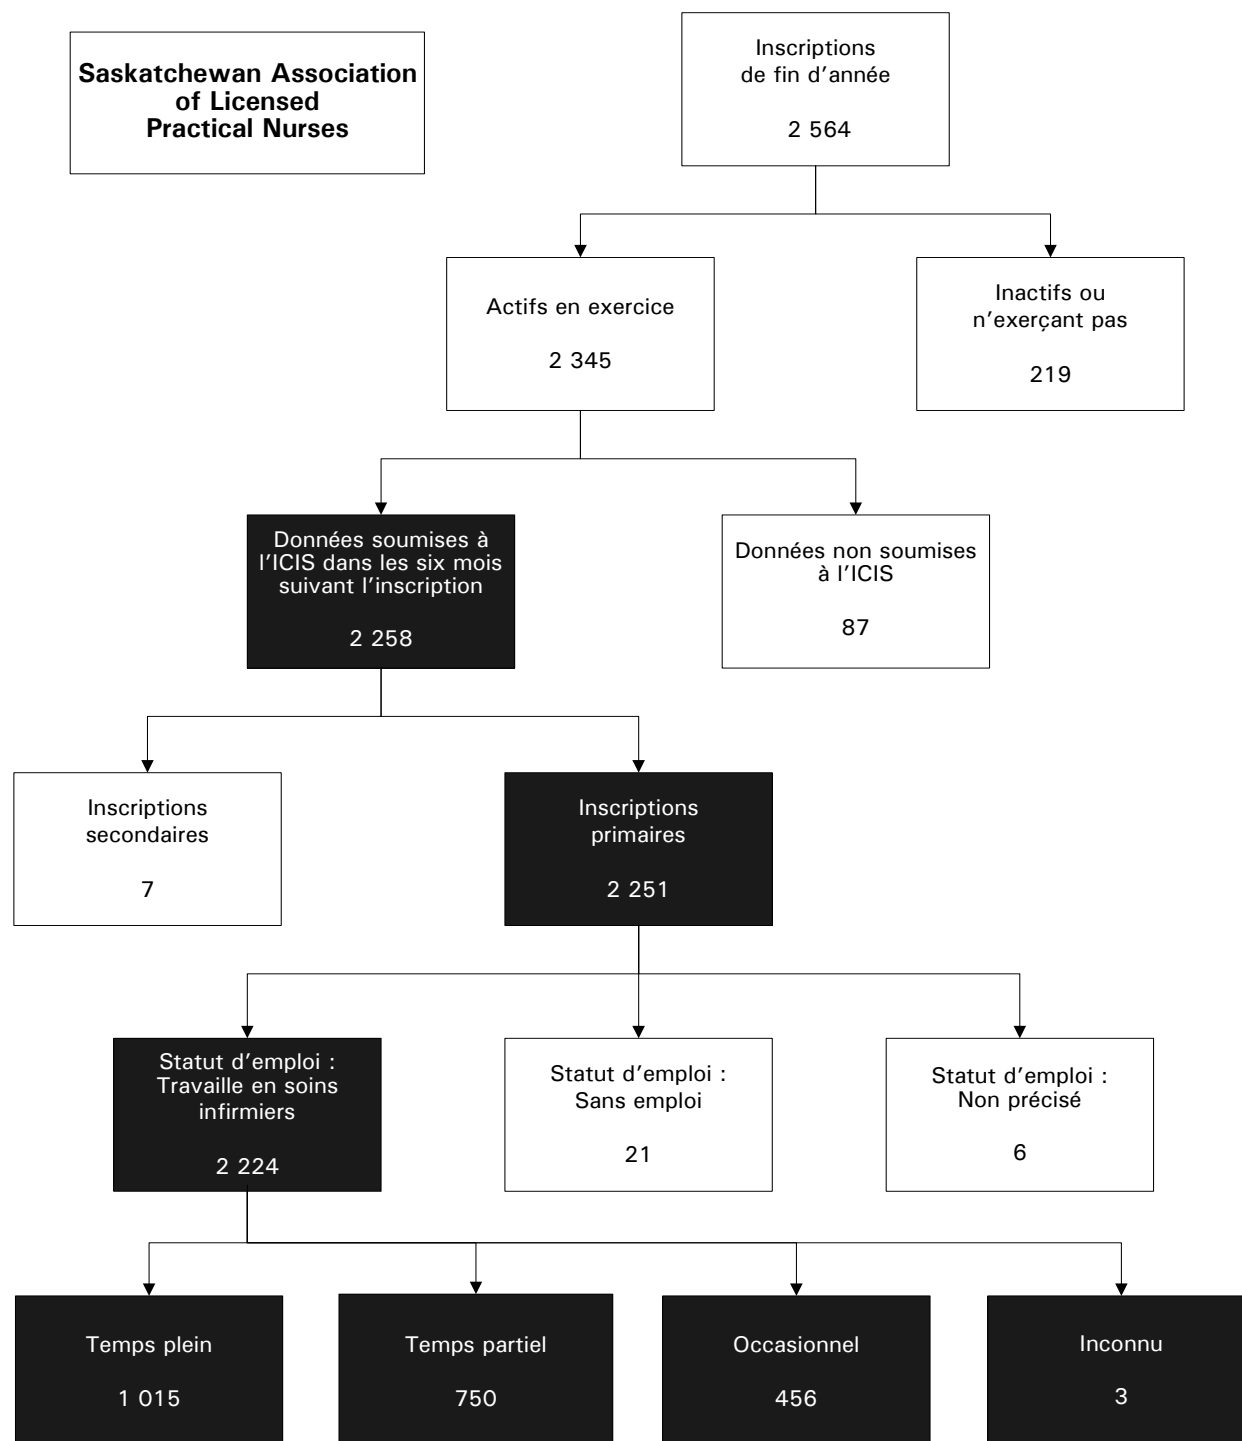 Saskatchewan Association
of Licensed
Practical Nurses
Inscriptions
de fin d’année
2 564
Actifs en exercice
2 345
Inactifs ou
n’exerçant pas
219
Données soumises à
l’ICIS dans les six mois
suivant l’inscription
2 258
Données non soumises
à l’ICIS
87
Inscriptions
secondaires
7
Inscriptions
primaires
2 251
Statut d’emploi :
Travaille en soins
infirmiers
2 224
Statut d’emploi :
Sans emploi
21
Statut d’emploi :
Non précisé
6
Temps plein
1 015
Temps partiel
750
Occasionnel
456
Inconnu
3